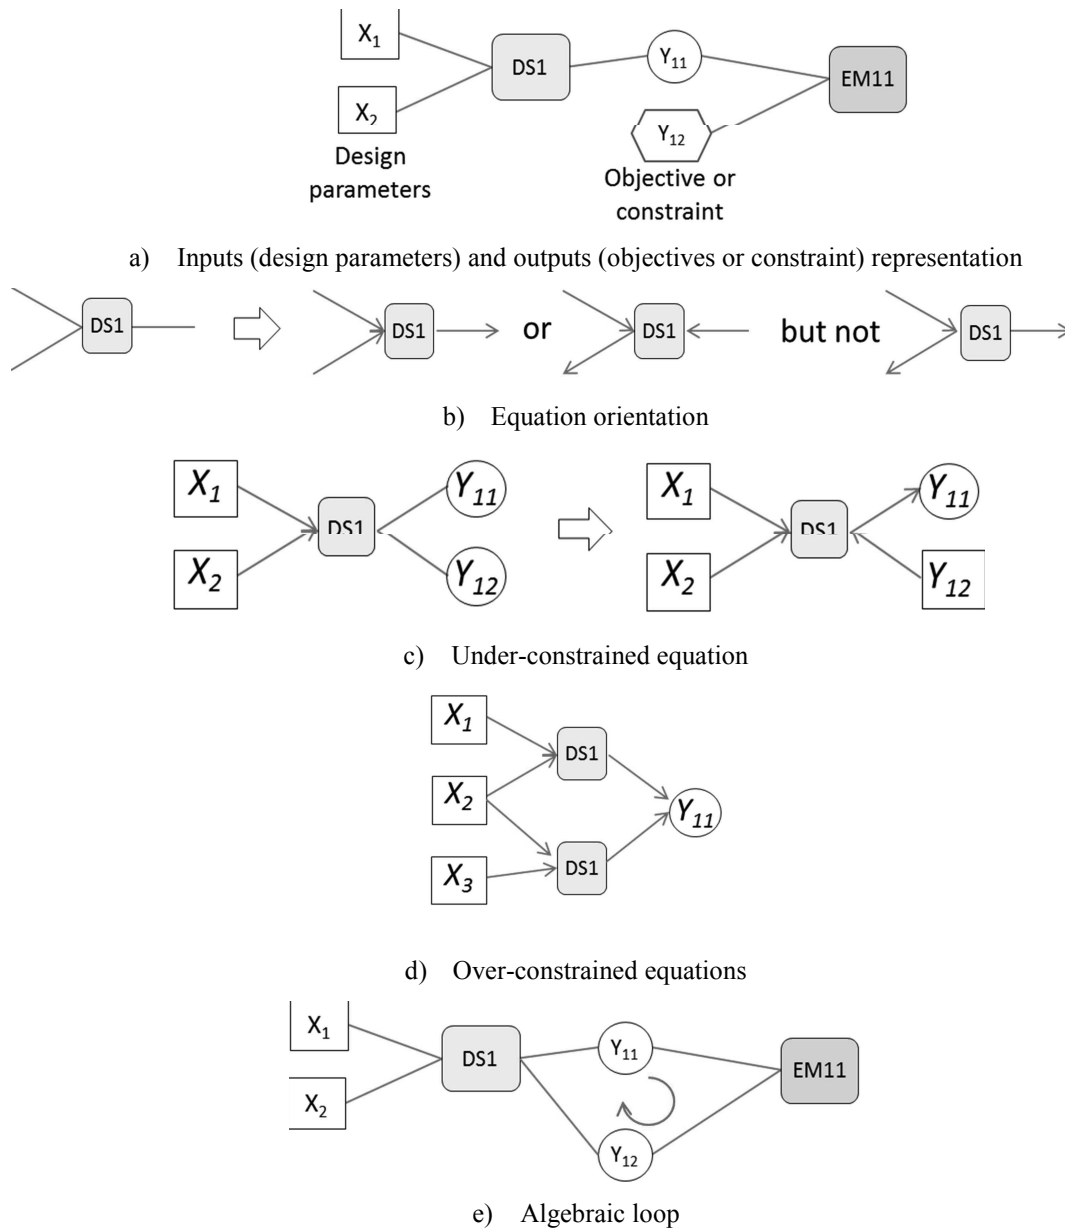 X1
DS1
Y11
EM11
X2
Y12
Design
parameters
Objective or
constraint
a) Inputs (design parameters) and outputs (objectives or constraint) representation
DS1
DS1
or
DS1
but not
DS1
b) Equation orientation
X1
Y11
X1
Y11
DS1
DS1
X2
Y12
X2
Y12
c) Under-constrained equation
X1
DS1
X2
Y11
X3
DS1
d) Over-constrained equations
X1
Y11
DS1
EM11
X2
Y12
e) Algebraic loop